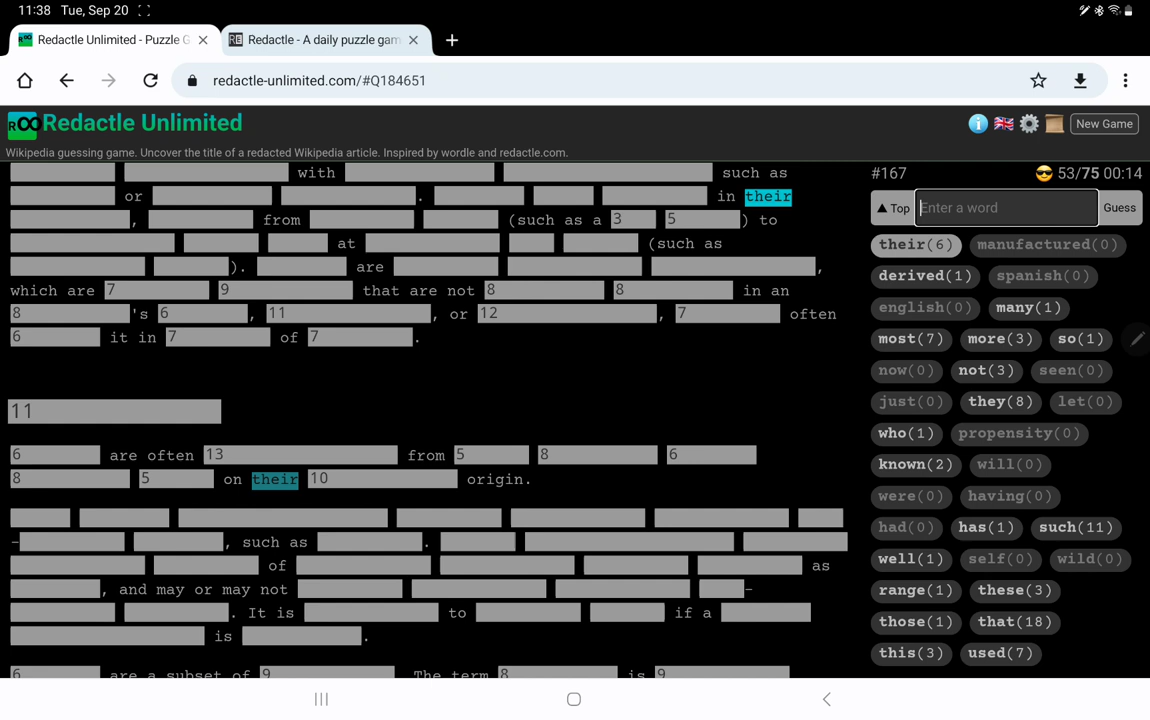 11:38 Tue, Sep 20
Redactle Unlimited - Puzzle G
Redactle - A daily puzzle gam
redactle-unlimited.com/#Q184651
R∞ Redactle Unlimited
New Game
Wikipedia guessing game. Uncover the title of a redacted Wikipedia article. Inspired by wordle and redactle.com.
with such as
or . in their
, from (such as a 3 5 ) to
at (such as
). are ,
which are 7 9 that are not 8 8 in an
8 's 6 , 11 , or 12 , 7 often
6 it in 7 of 7 .
11
6 are often 13 from 5 8 6
8 5 on their 10 origin.
- , such as .
of as
, and may or may not -
. It is to if a
is .
6 are a subset of 9 . The term 8 is 9
#167 😎 53/75 00:14
▲ Top Enter a word Guess
their(6) manufactured(0)
derived(1) spanish(0)
english(0) many(1)
most(7) more(3) so(1)
now(0) not(3) seen(0)
just(0) they(8) let(0)
who(1) propensity(0)
known(2) will(0)
were(0) having(0)
had(0) has(1) such(11)
well(1) self(0) wild(0)
range(1) these(3)
those(1) that(18)
this(3) used(7)